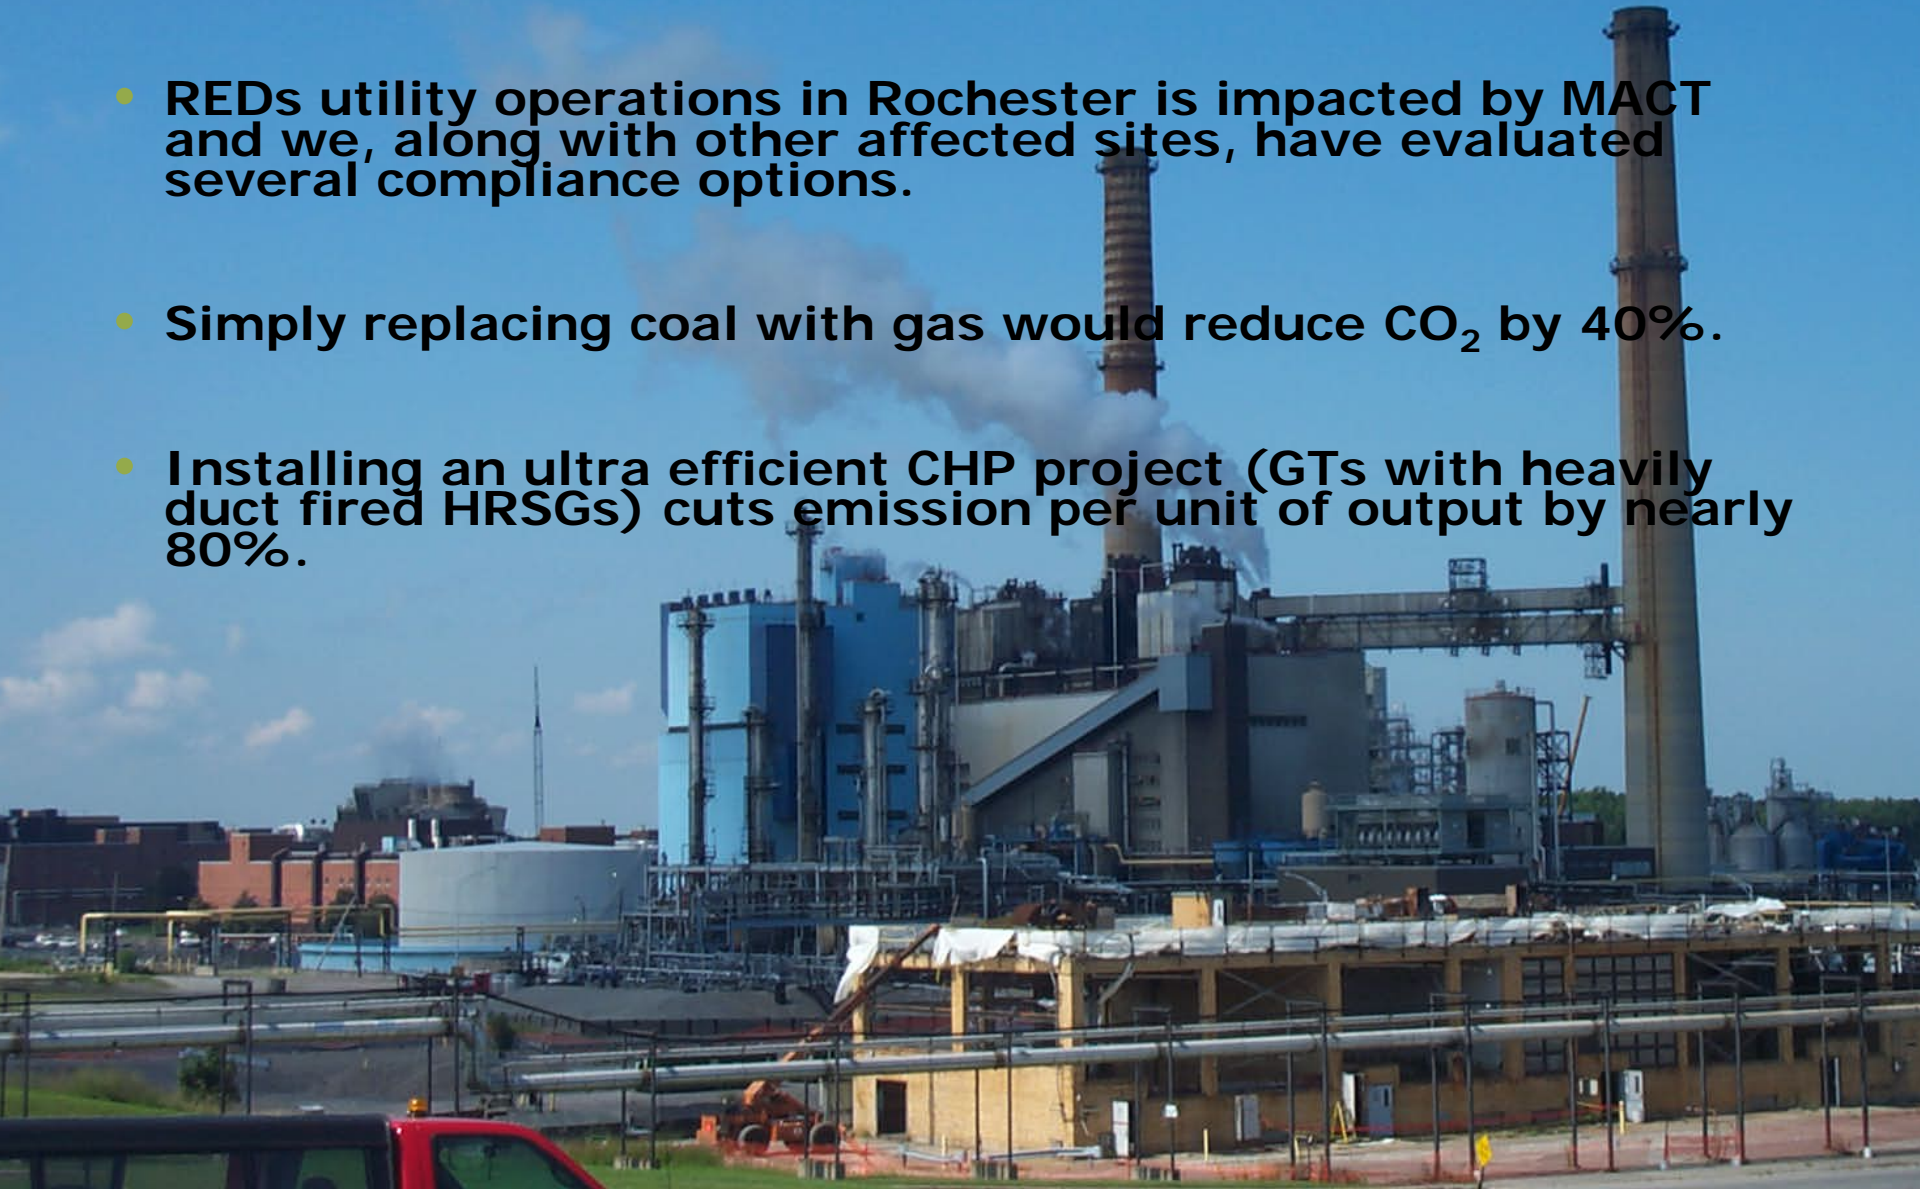 • REDs utility operations in Rochester is impacted by MACT
and we, along with other affected sites, have evaluated
several compliance options.
• Simply replacing coal with gas would reduce CO₂ by 40%.
• Installing an ultra efficient CHP project (GTs with heavily
duct fired HRSGs) cuts emission per unit of output by nearly
80%.